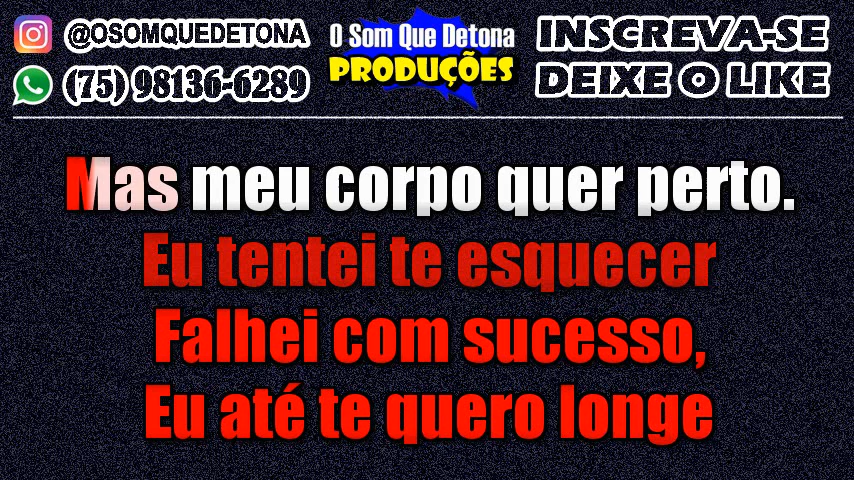 @OSOMQUEDETONA
(75) 98136-6289
O Som Que Detona
PRODUÇÕES
INSCREVA-SE
DEIXE O LIKE
Mas meu corpo quer perto.
Eu tentei te esquecer
Falhei com sucesso,
Eu até te quero longe